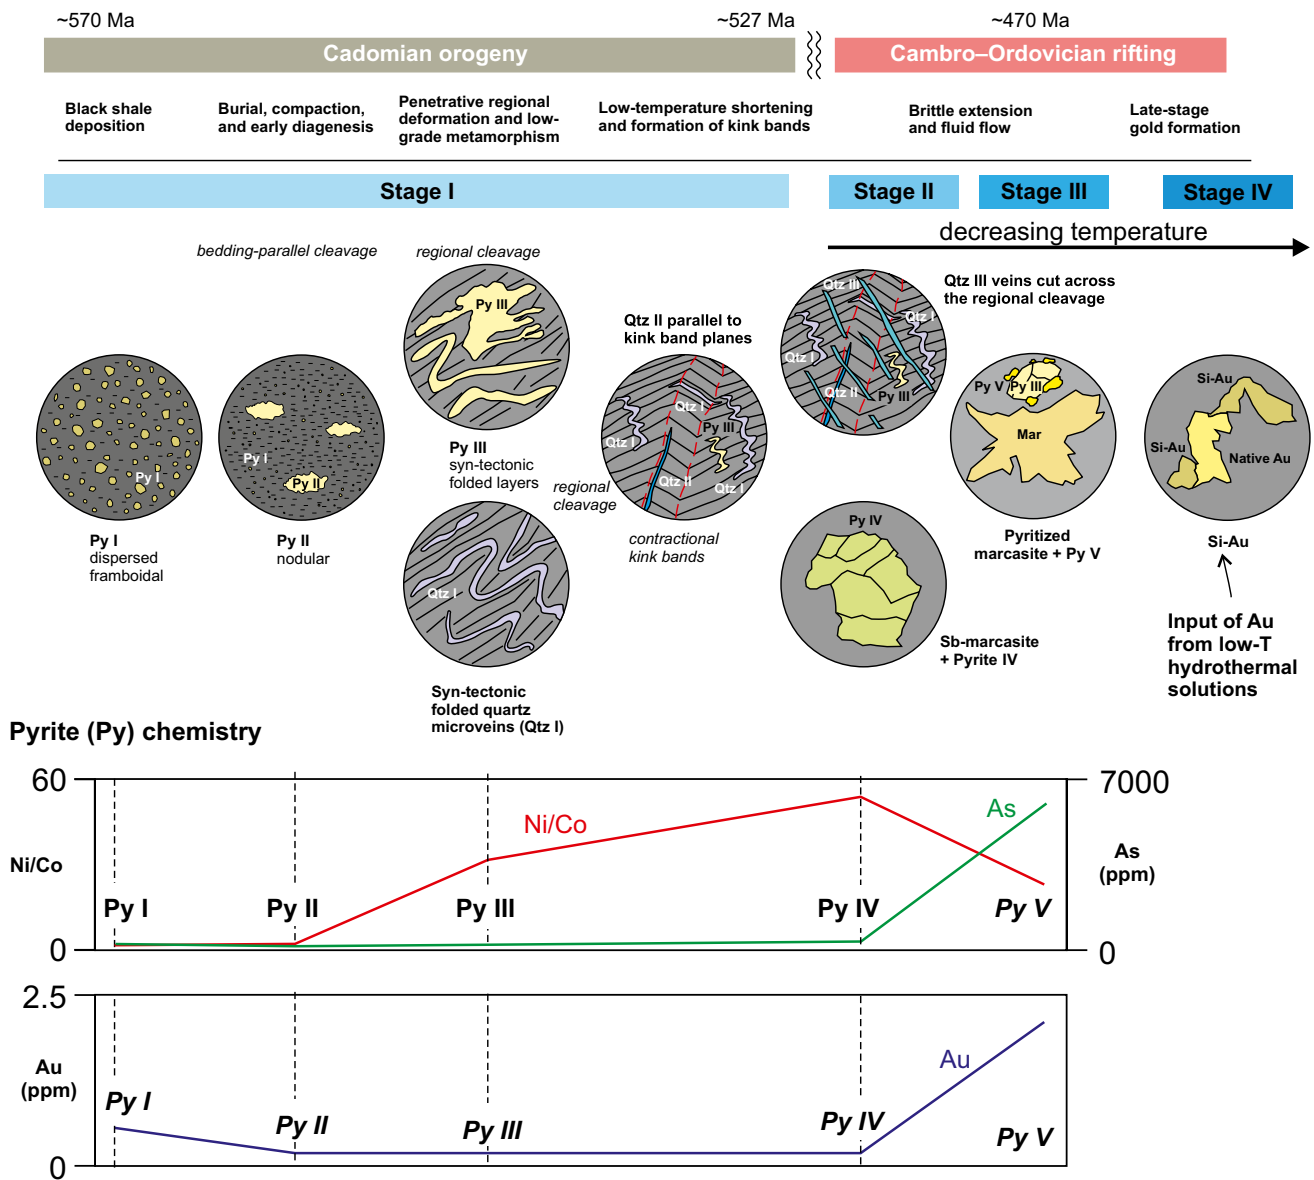 ~570 Ma
~527 Ma
~470 Ma
Cadomian orogeny
Cambro–Ordovician rifting
Black shale
deposition
Burial, compaction,
and early diagenesis
Penetrative regional
deformation and low-
grade metamorphism
Low-temperature shortening
and formation of kink bands
Brittle extension
and fluid flow
Late-stage
gold formation
Stage I
Stage II
Stage III
Stage IV
decreasing temperature
bedding-parallel cleavage
regional cleavage
Py I
Py I
dispersed
framboidal
Py I
Py II
Py II
nodular
Py III
Py III
syn-tectonic
folded layers
Qtz I
Syn-tectonic
folded quartz
microveins (Qtz I)
Qtz II parallel to
kink band planes
Qtz I
Qtz I
Py III
Qtz II
Qtz I
regional
cleavage
contractional
kink bands
Qtz III veins cut across
the regional cleavage
Qtz III
Qtz I
Qtz I
Qtz II
Py III
Py IV
Sb-marcasite
+ Pyrite IV
Py V
Py III
Mar
Pyritized
marcasite + Py V
Si-Au
Si-Au
Native Au
Si-Au
Input of Au
from low-T
hydrothermal
solutions
Pyrite (Py) chemistry
60
7000
Ni/Co
As
Ni/Co
As
(ppm)
Py I
Py II
Py III
Py IV
Py V
0
0
2.5
Au
Au
(ppm)
Py I
Py II
Py III
Py IV
Py V
0